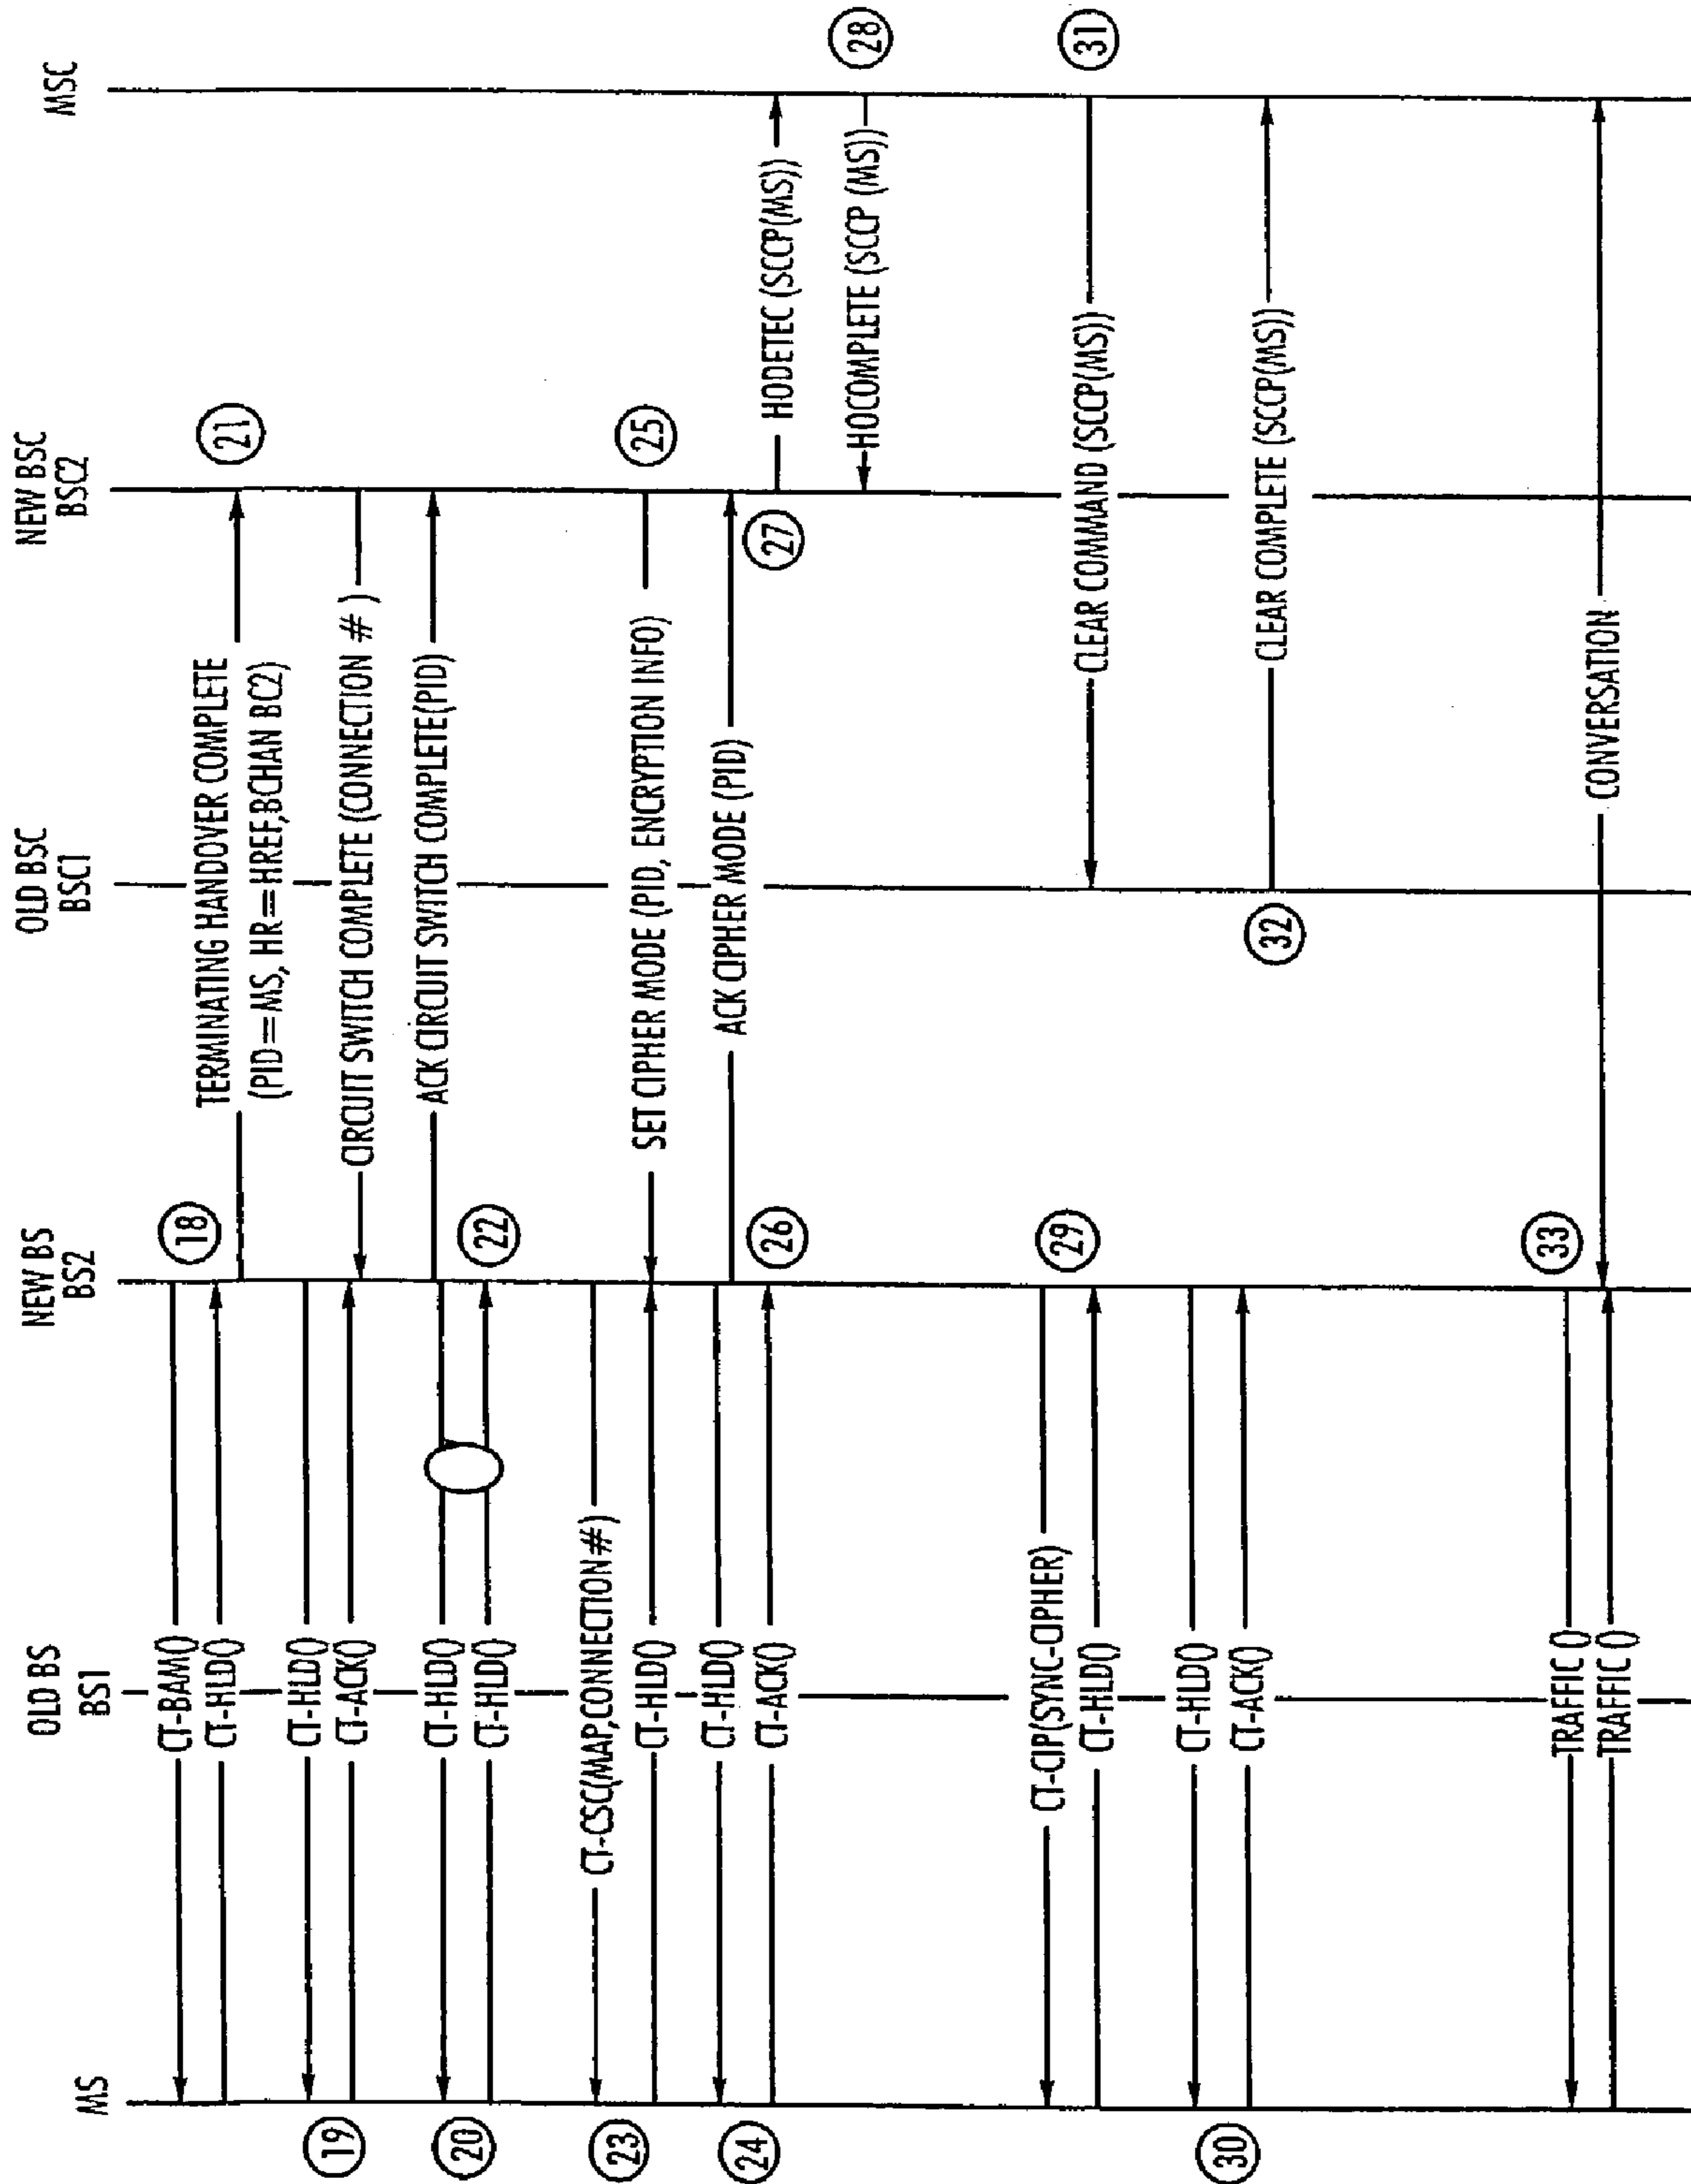 MS
OLD BS
BS1
NEW BS
BS2
OLD BSC
BSC1
NEW BSC
BSC2
MSC
CT-BAM()
18
CT-HLD()
TERMINATING HANDOVER COMPLETE
(PID=MS, HR=HREF,BCHAN BC2)
21
19
CT-HLD()
CT-ACK()
CIRCUIT SWITCH COMPLETE (CONNECTION #)
20
CT-HLD()
CT-HLD()
22
ACK CIRCUIT SWITCH COMPLETE(PID)
23
CT-CSC(MAP,CONNECTION#)
CT-HLD()
SET CIPHER MODE (PID, ENCRYPTION INFO)
25
24
CT-HLD()
CT-ACK()
26
ACK CIPHER MODE (PID)
27
HODETEC (SCCP(MS))
HOCOMPLETE (SCCP (MS))
28
CT-CIP(SYNC-CIPHER)
CT-HLD()
29
CLEAR COMMAND (SCCP(MS))
31
30
CT-HLD()
CT-ACK()
32
CLEAR COMPLETE (SCCP(MS))
TRAFFIC ()
TRAFFIC ()
33
CONVERSATION